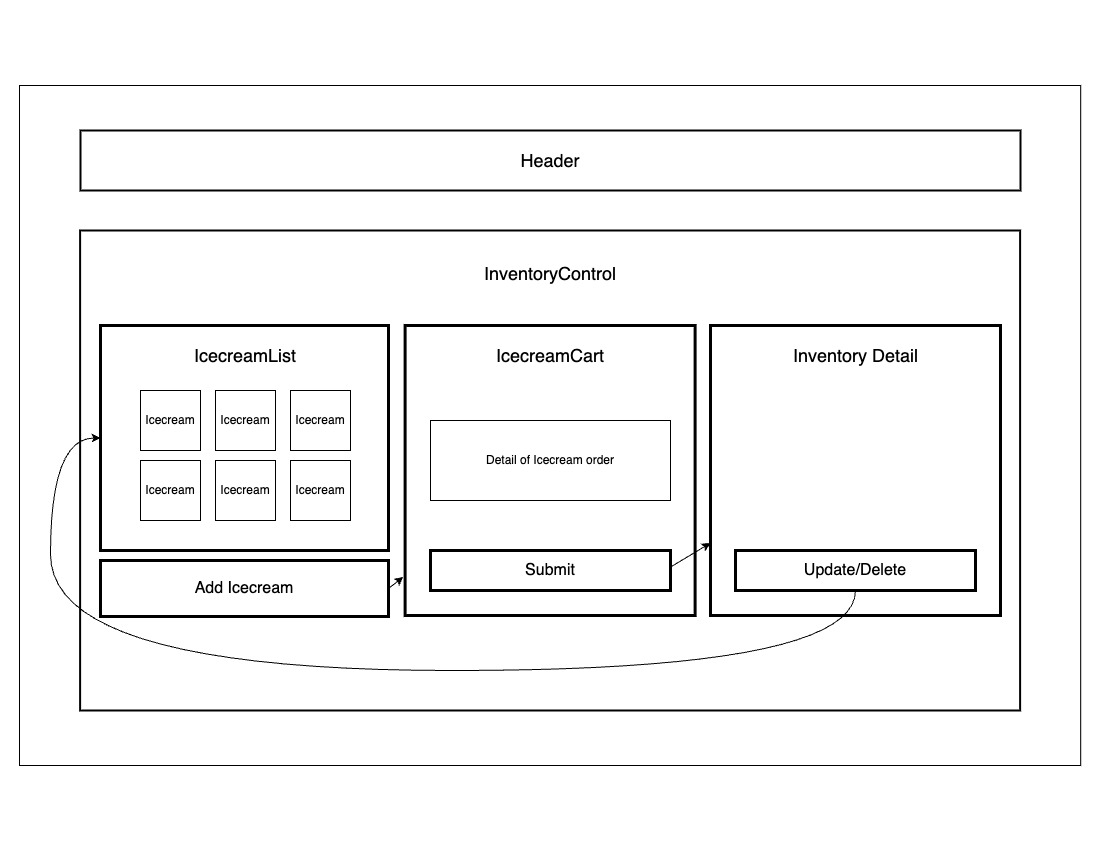 Header
InventoryControl
IcecreamList
Icecream Icecream Icecream
Icecream Icecream Icecream
Add Icecream
IcecreamCart
Detail of Icecream order
Submit
Inventory Detail
Update/Delete